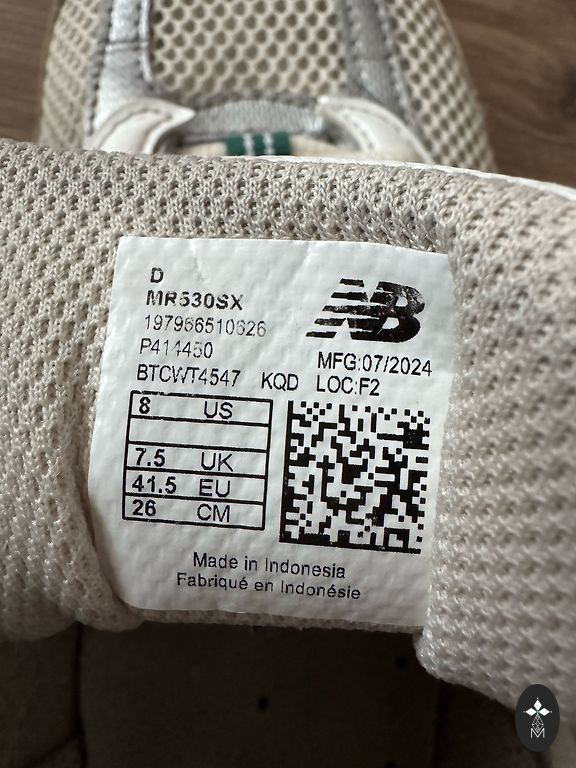 D
MR530SX
197966510626
P414450
BTCWT4547 KQD
NB
MFG:07/2024
LOC:F2
8 US
7.5 UK
41.5 EU
26 CM
Made in Indonesia
Fabriqué en Indonésie
M